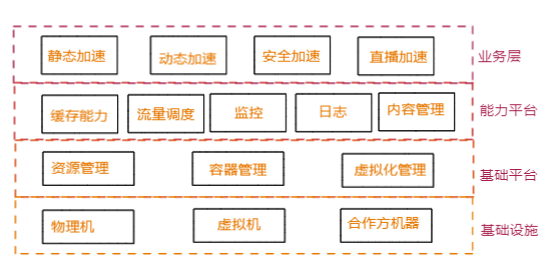 静态加速 动态加速 安全加速 直播加速 业务层
缓存能力 流量调度 监控 日志 内容管理 能力平台
资源管理 容器管理 虚拟化管理 基础平台
物理机 虚拟机 合作方机器 基础设施